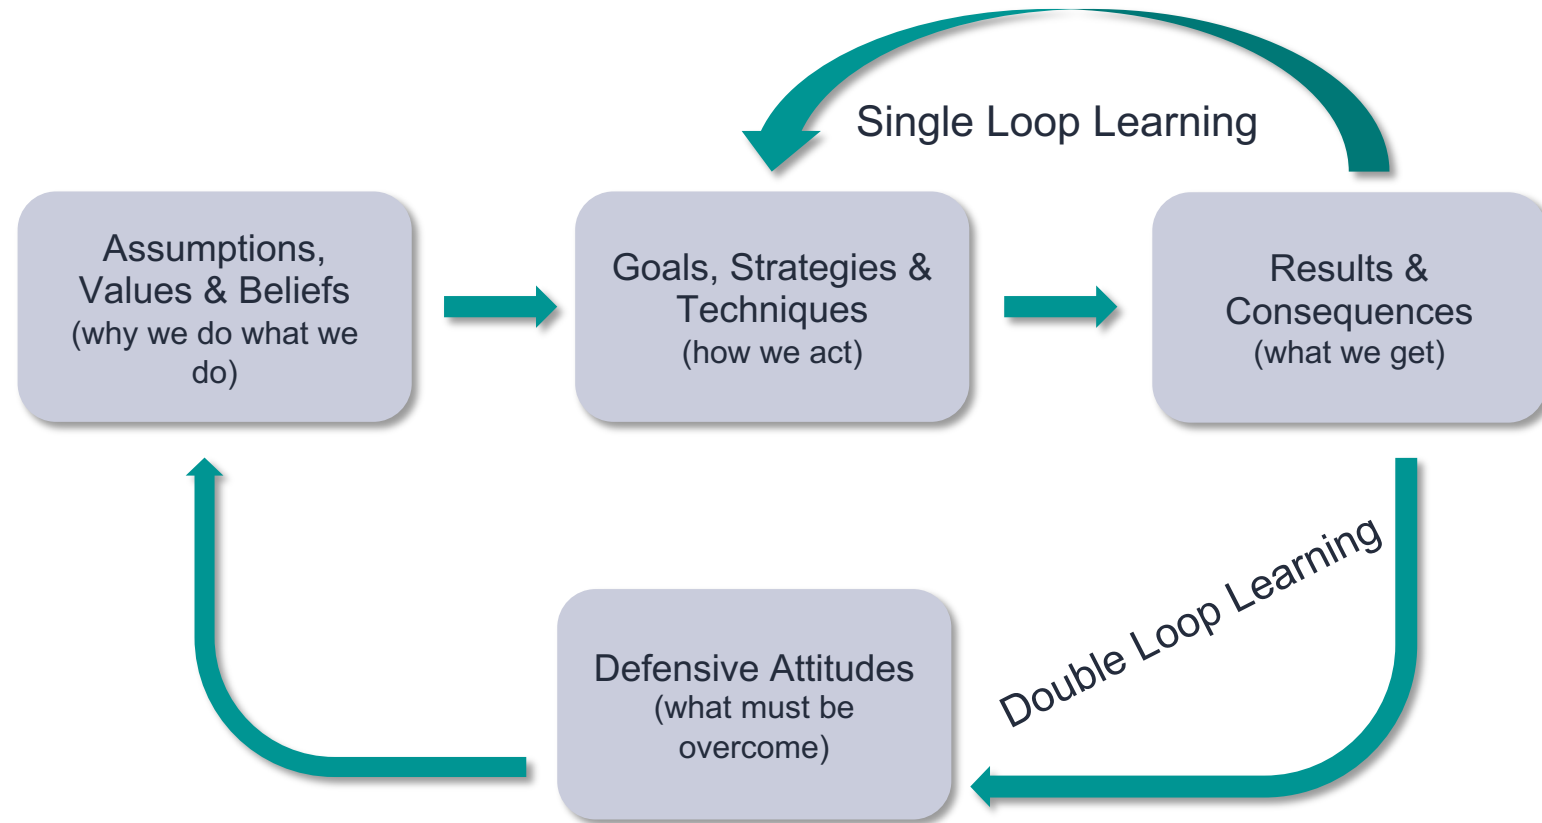 Single Loop Learning
Assumptions,
Values & Beliefs
(why we do what we
do)
Goals, Strategies &
Techniques
(how we act)
Results &
Consequences
(what we get)
Defensive Attitudes
(what must be
overcome)
Double Loop Learning